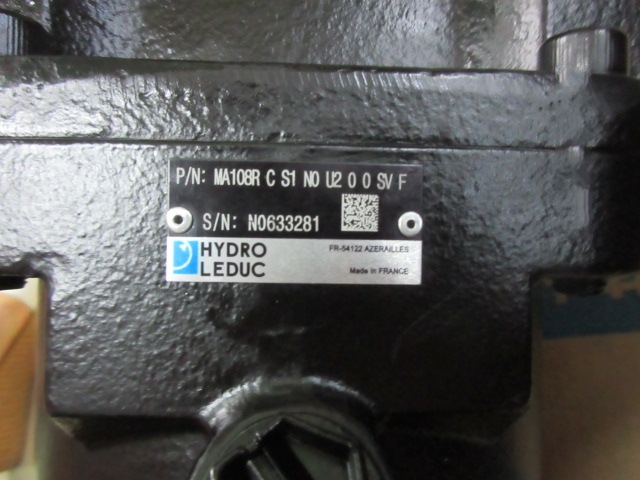 P/N: MA108R C S1 N0 U2 0 0 SV F
S/N: N0633281
HYDRO
LEDUC
FR-54122 AZERAILLES
Made in FRANCE